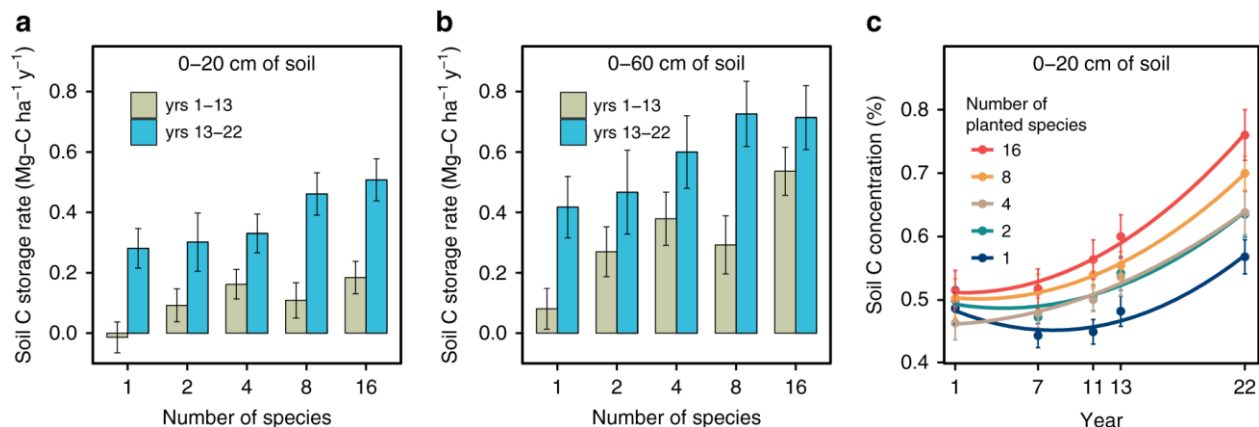 a
Soil C storage rate (Mg–C ha⁻¹ y⁻¹)
0.8
0.6
0.4
0.2
0.0
0–20 cm of soil
yrs 1–13
yrs 13–22
1 2 4 8 16
Number of species
b
Soil C storage rate (Mg–C ha⁻¹ y⁻¹)
0.8
0.6
0.4
0.2
0.0
0–60 cm of soil
yrs 1–13
yrs 13–22
1 2 4 8 16
Number of species
c
Soil C concentration (%)
0.8
0.7
0.6
0.5
0.4
0–20 cm of soil
Number of
planted species
16
8
4
2
1
1 7 11 13 22
Year